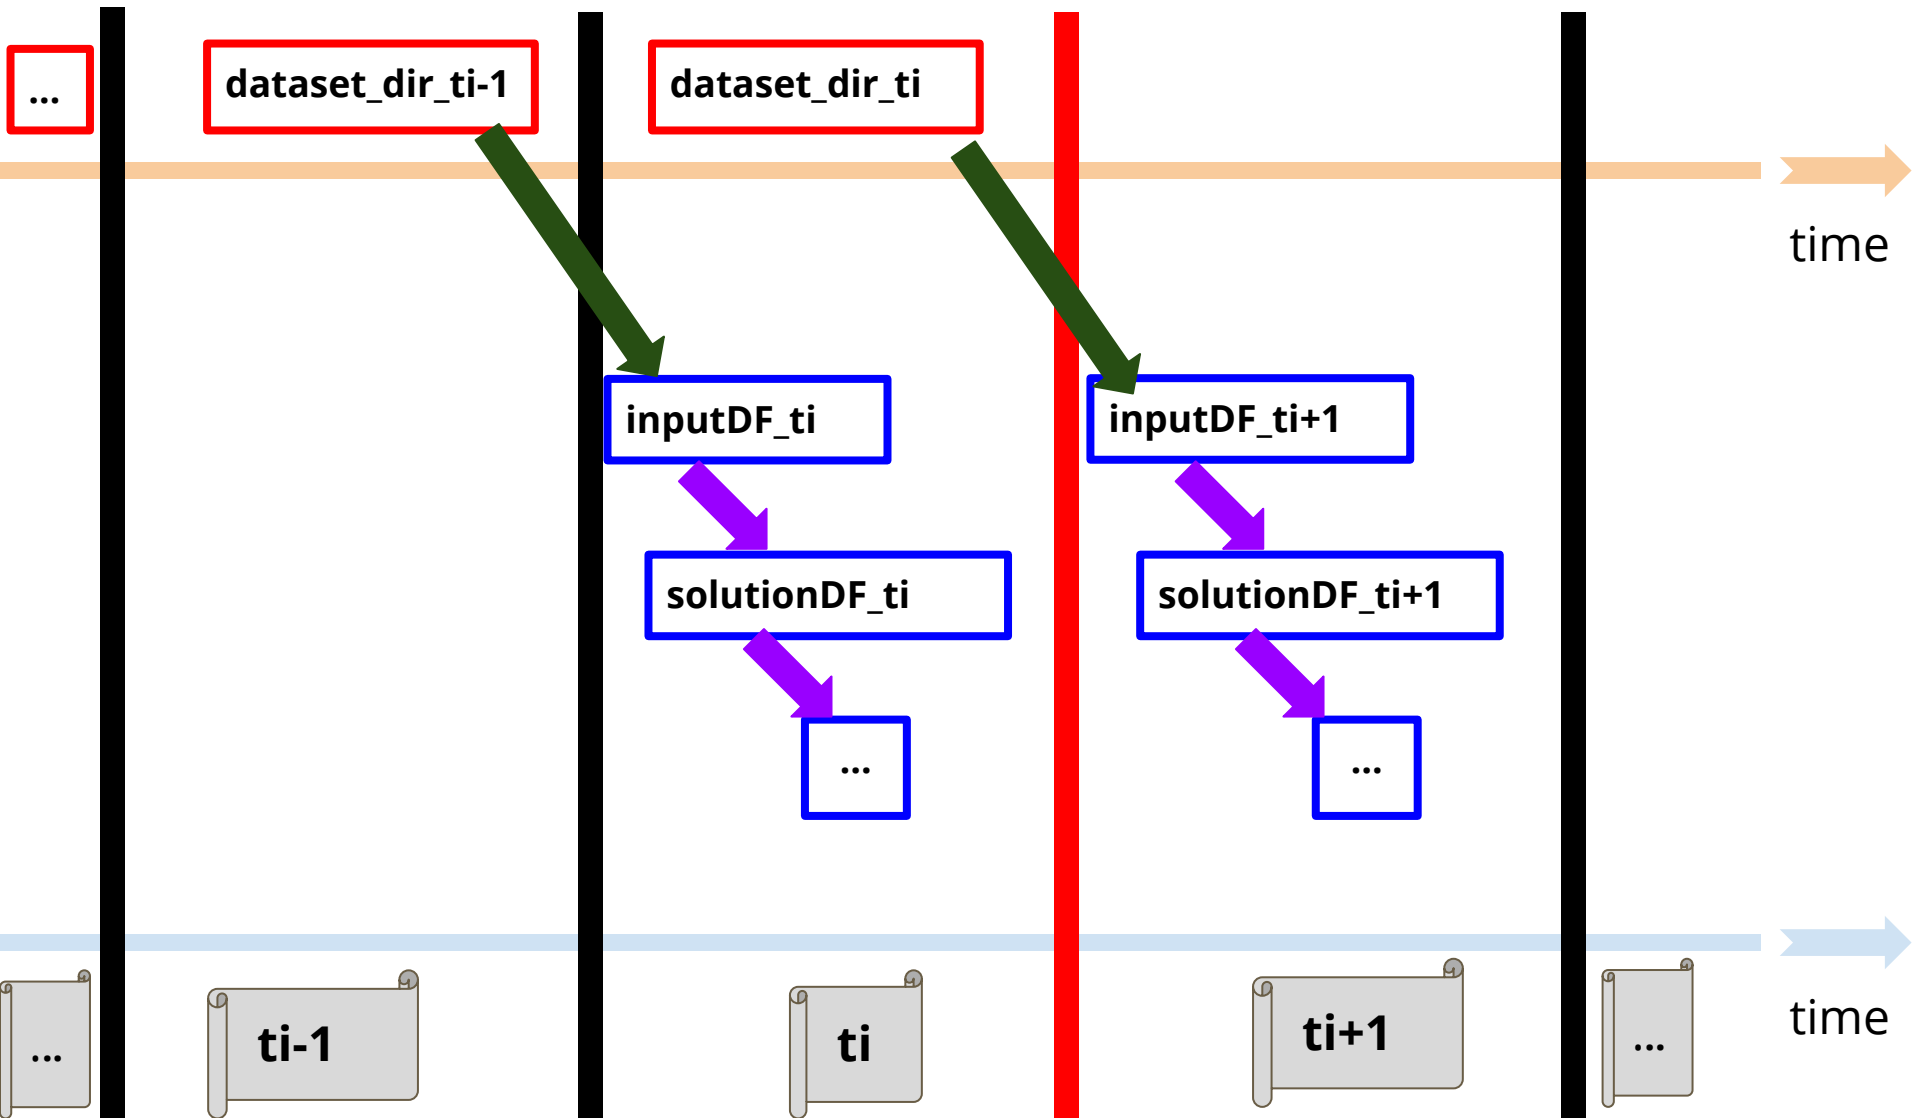 ...
dataset_dir_ti-1
dataset_dir_ti
time
inputDF_ti
inputDF_ti+1
solutionDF_ti
solutionDF_ti+1
...
...
...
ti-1
ti
ti+1
...
time